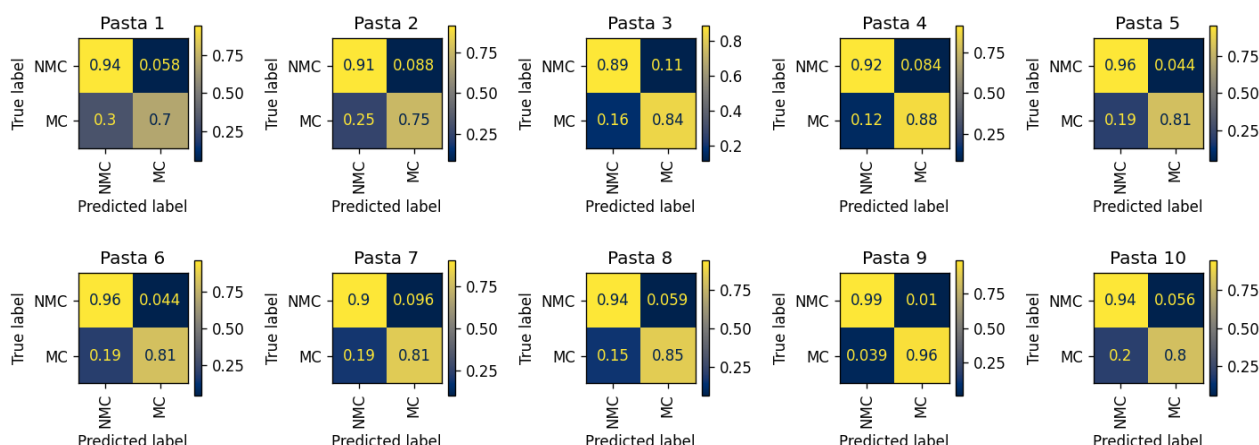 Pasta 1 Pasta 2 Pasta 3 Pasta 4 Pasta 5
True label NMC 0.94 0.058 0.75 True label NMC 0.91 0.088 0.75 True label NMC 0.89 0.11 0.8 True label NMC 0.92 0.084 0.75 True label NMC 0.96 0.044 0.75
0.50 0.50 0.6 0.50 0.50
MC 0.3 0.7 0.25 MC 0.25 0.75 0.25 MC 0.16 0.84 0.4 MC 0.12 0.88 0.25 MC 0.19 0.81 0.25
0.2
NMC MC NMC MC NMC MC NMC MC NMC MC
Predicted label Predicted label Predicted label Predicted label Predicted label
Pasta 6 Pasta 7 Pasta 8 Pasta 9 Pasta 10
True label NMC 0.96 0.044 0.75 True label NMC 0.9 0.096 0.75 True label NMC 0.94 0.059 0.75 True label NMC 0.99 0.01 0.75 True label NMC 0.94 0.056 0.75
0.50 0.50 0.50 0.50 0.50
MC 0.19 0.81 0.25 MC 0.19 0.81 0.25 MC 0.15 0.85 0.25 MC 0.039 0.96 0.25 MC 0.2 0.8 0.25
NMC MC NMC MC NMC MC NMC MC NMC MC
Predicted label Predicted label Predicted label Predicted label Predicted label